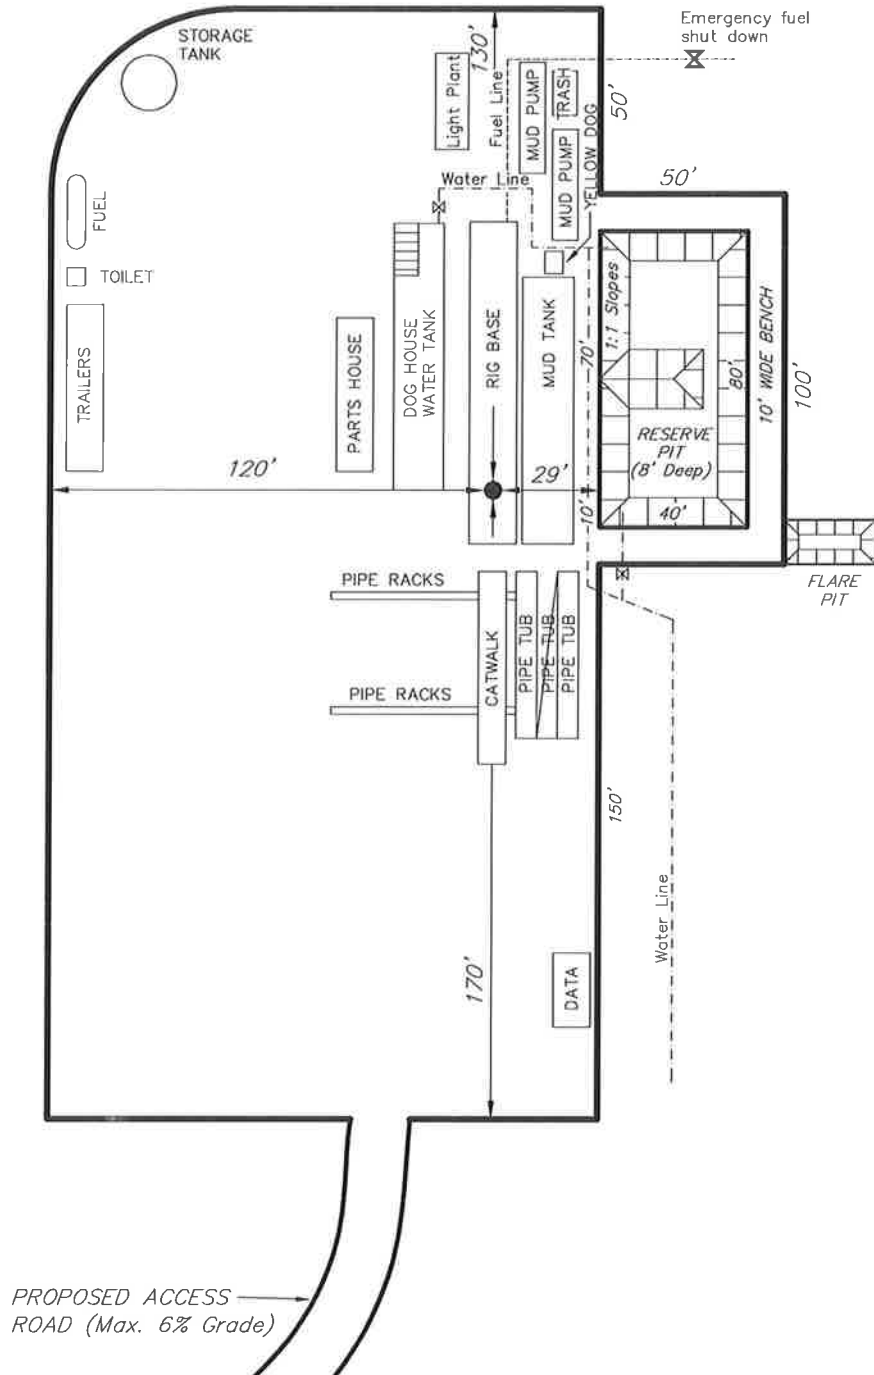 Emergency fuel
shut down
STORAGE
TANK
130'
Light Plant
Fuel Line
MUD PUMP
TRASH
50'
MUD PUMP
YELLOW DOG
Water Line
50'
FUEL
TOILET
TRAILERS
PARTS HOUSE
DOG HOUSE
WATER TANK
RIG BASE
MUD TANK
70'
1:1 Slopes
80'
10' WIDE BENCH
100'
RESERVE
PIT
(8' Deep)
120'
29'
10'
40'
FLARE
PIT
PIPE RACKS
CATWALK
PIPE TUB
PIPE TUB
PIPE TUB
PIPE RACKS
150'
Water Line
170'
DATA
PROPOSED ACCESS
ROAD (Max. 6% Grade)